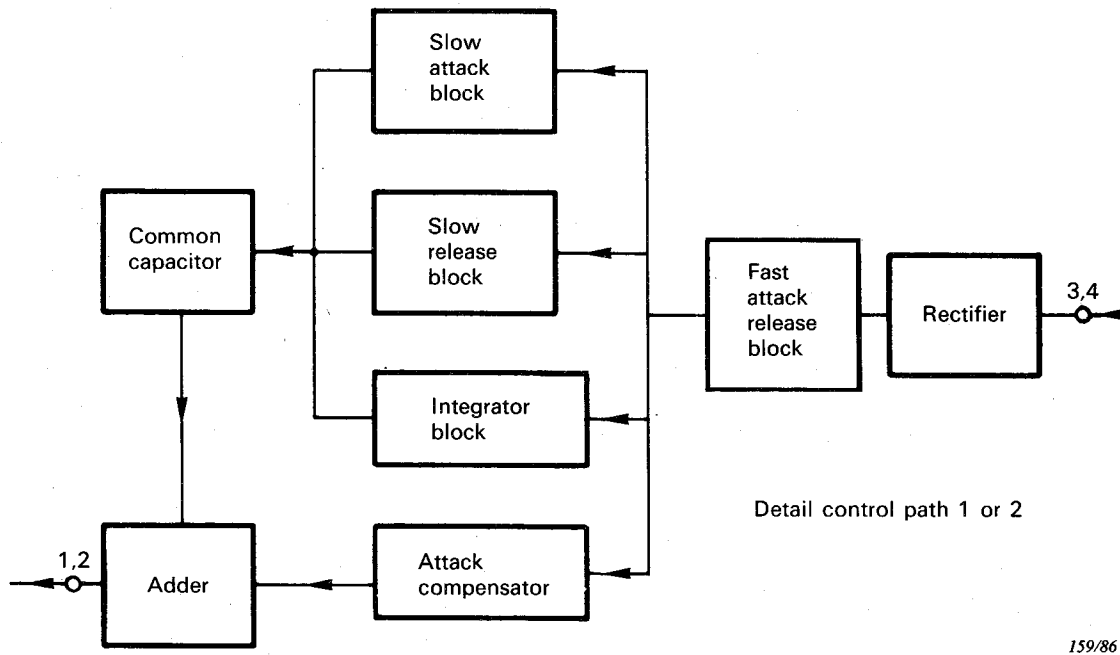 Slow
attack
block
Common
capacitor
Slow
release
block
Fast
attack
release
block
Rectifier
3,4
Integrator
block
Detail control path 1 or 2
1,2
Adder
Attack
compensator
159/86